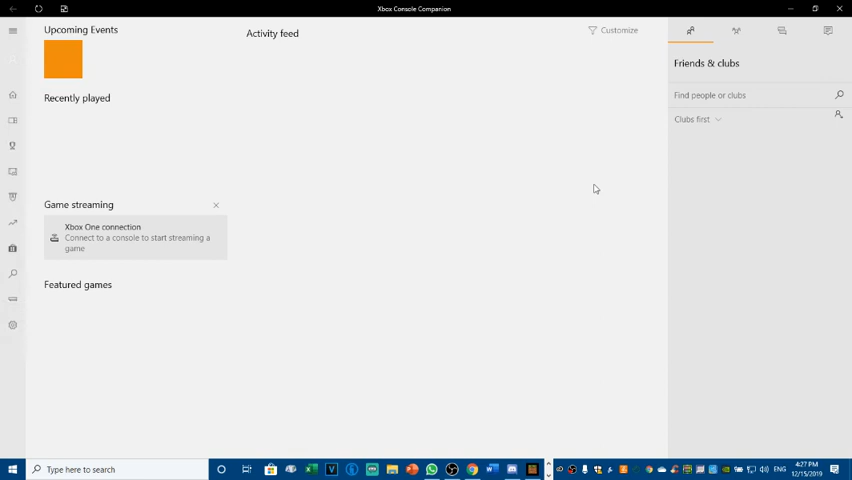 Xbox Console Companion
Upcoming Events
Activity feed
Customize
Friends & clubs
Recently played
Find people or clubs
Clubs first
Game streaming
Xbox One connection
Connect to a console to start streaming a
game
Featured games
Type here to search
ENG
4:27 PM
12/15/2019